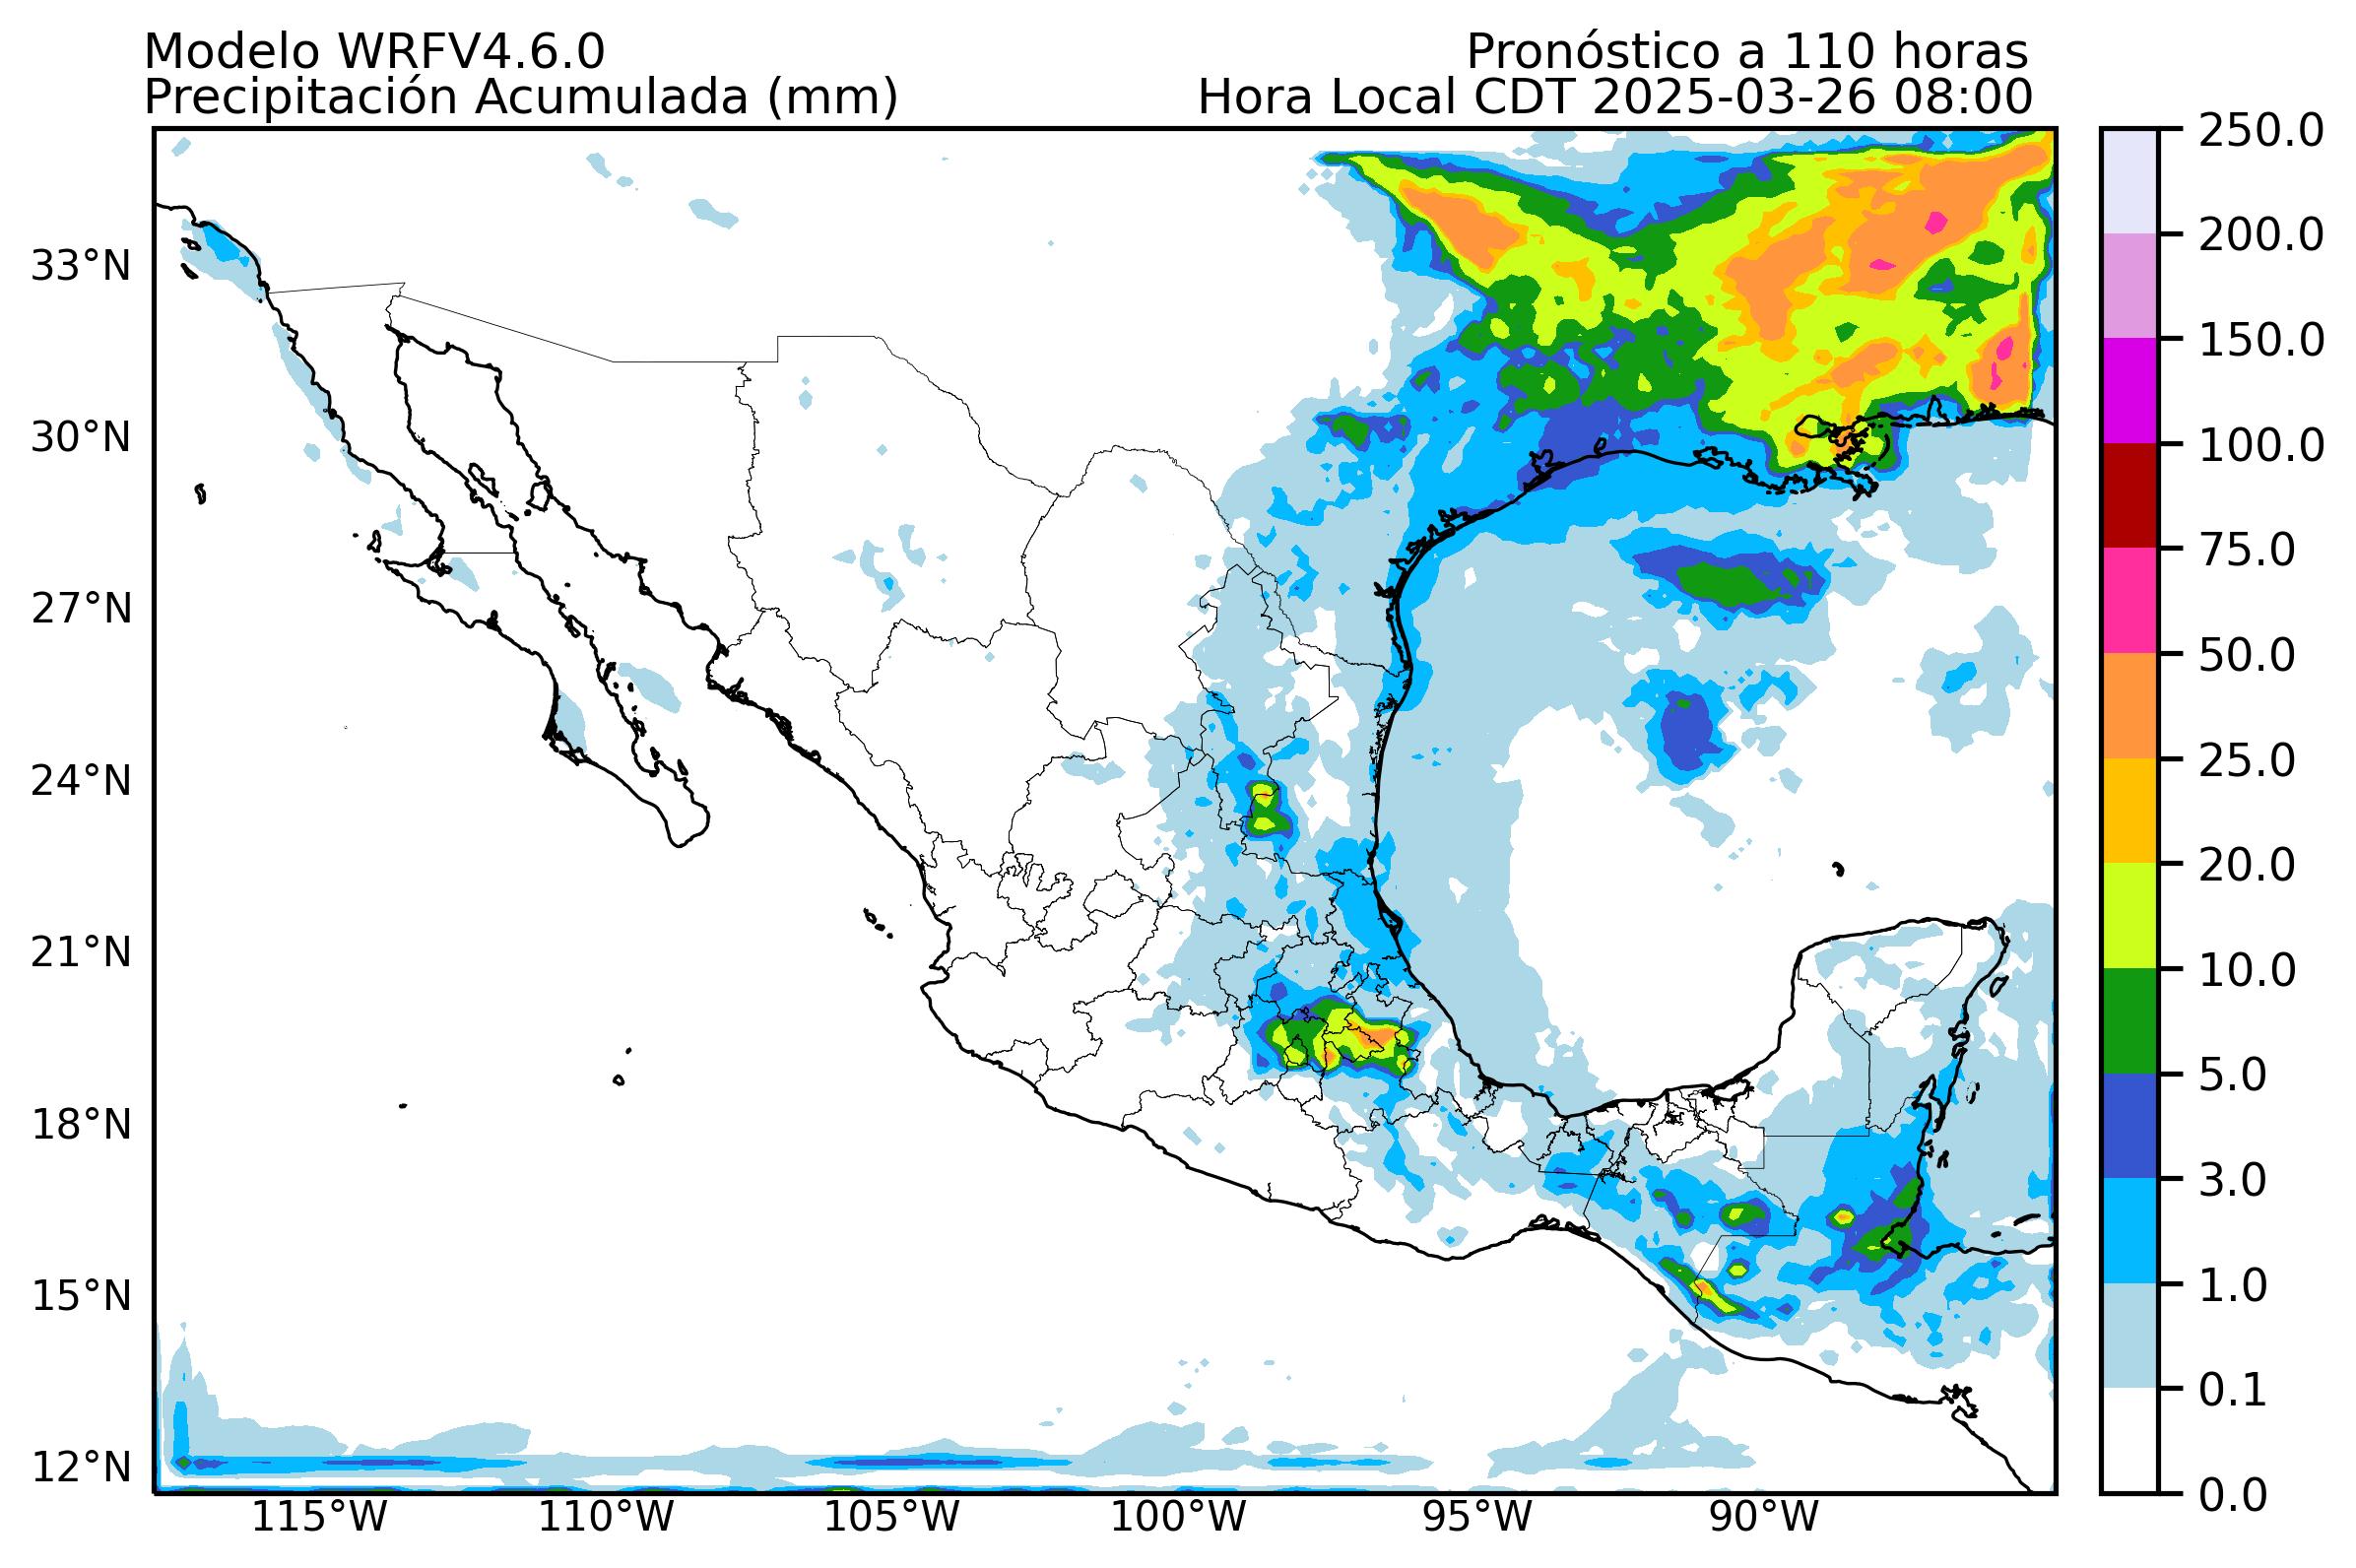 Modelo WRFV4.6.0
Pronóstico a 110 horas
Precipitación Acumulada (mm)
Hora Local CDT 2025-03-26 08:00
33°N
30°N
27°N
24°N
21°N
18°N
15°N
12°N
115°W
110°W
105°W
100°W
95°W
90°W
250.0
200.0
150.0
100.0
75.0
50.0
25.0
20.0
10.0
5.0
3.0
1.0
0.1
0.0